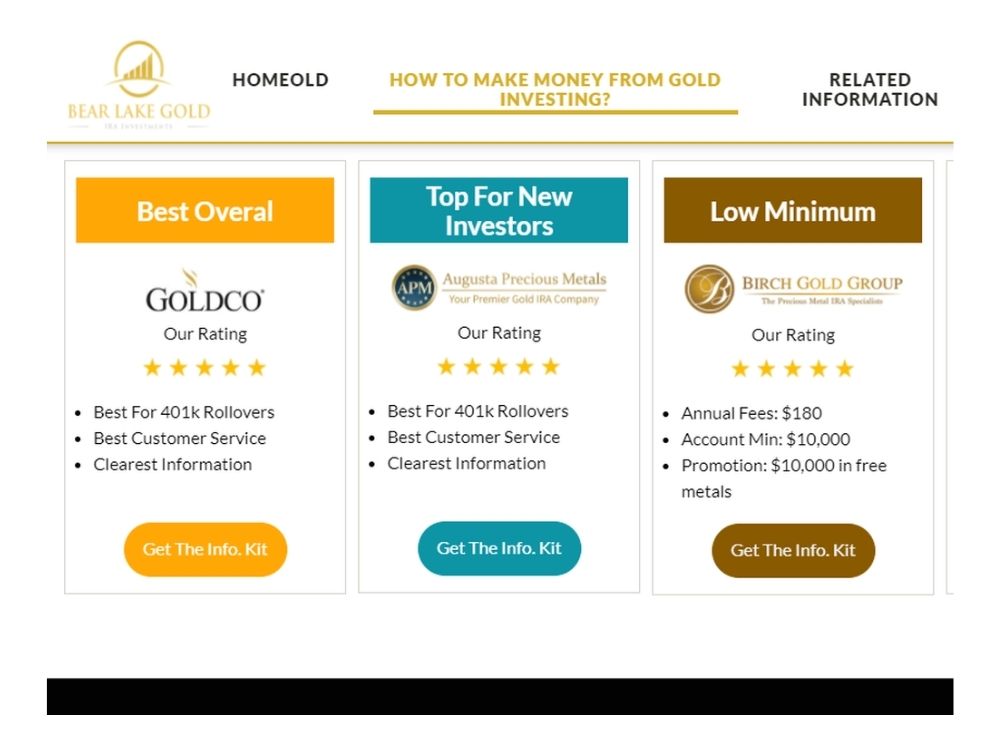 BEAR LAKE GOLD
IRA INVESTMENTS
HOMEOLD
HOW TO MAKE MONEY FROM GOLD
INVESTING?
RELATED
INFORMATION
Best Overal
GOLDCO®
Our Rating
Best For 401k Rollovers
Best Customer Service
Clearest Information
Get The Info. Kit
Top For New
Investors
APM
Augusta Precious Metals
Your Premier Gold IRA Company
Our Rating
Best For 401k Rollovers
Best Customer Service
Clearest Information
Get The Info. Kit
Low Minimum
B
BIRCH GOLD GROUP
The Precious Metal IRA Specialists
Our Rating
Annual Fees: $180
Account Min: $10,000
Promotion: $10,000 in free
metals
Get The Info. Kit